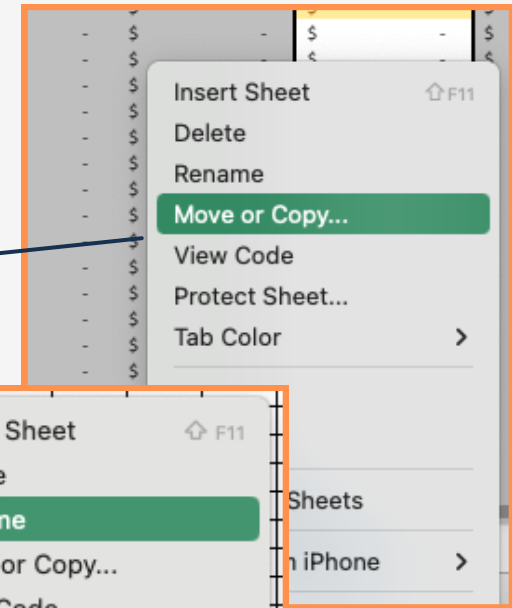 - $ - $ - $
- $ - $ - $
- $
- $
- $
- $
- $
- $
- $
$
- $
- $
- $
- $
- $
Insert Sheet ⇧F11
Delete
Rename
Move or Copy...
View Code
Protect Sheet...
Tab Color >
Sheets
iPhone >
Sheet ⇧ F11
or Copy...